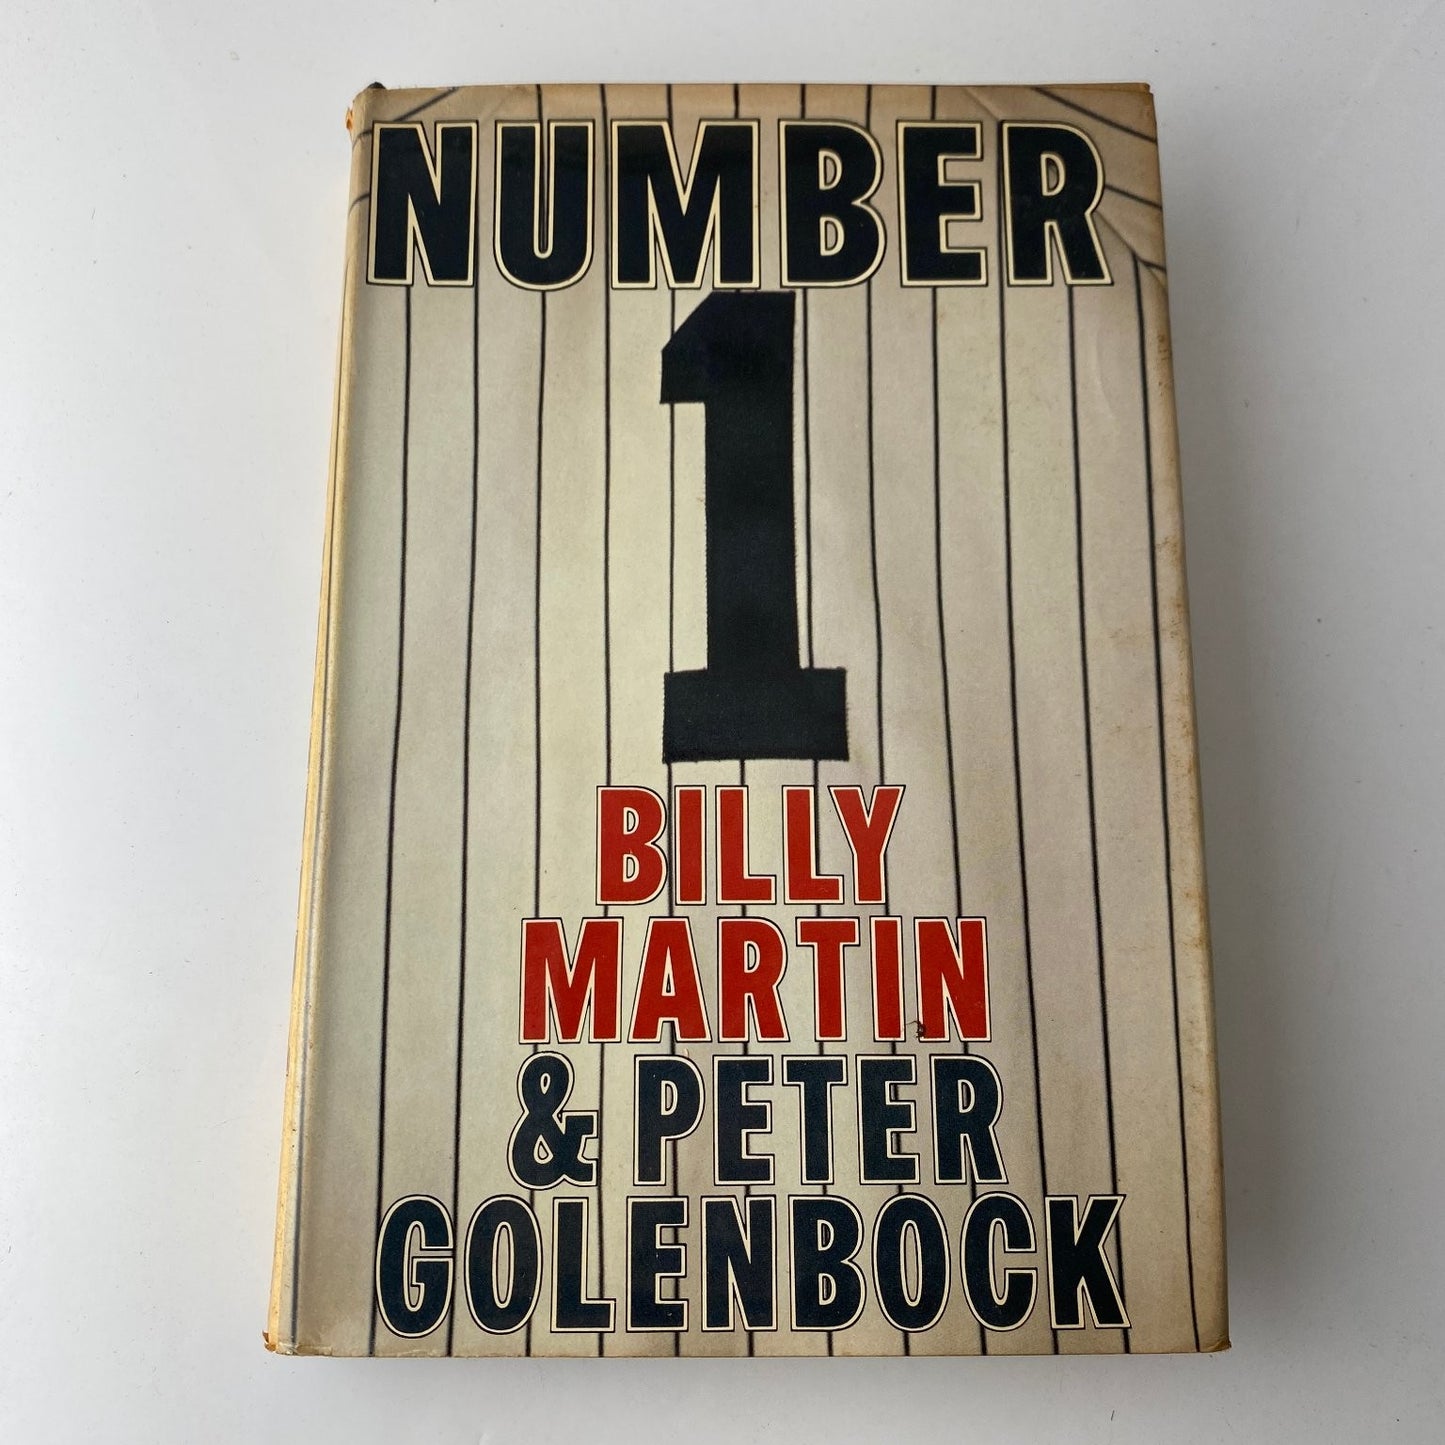 NUMBER
1
BILLY
MARTIN
& PETER
GOLENBOCK